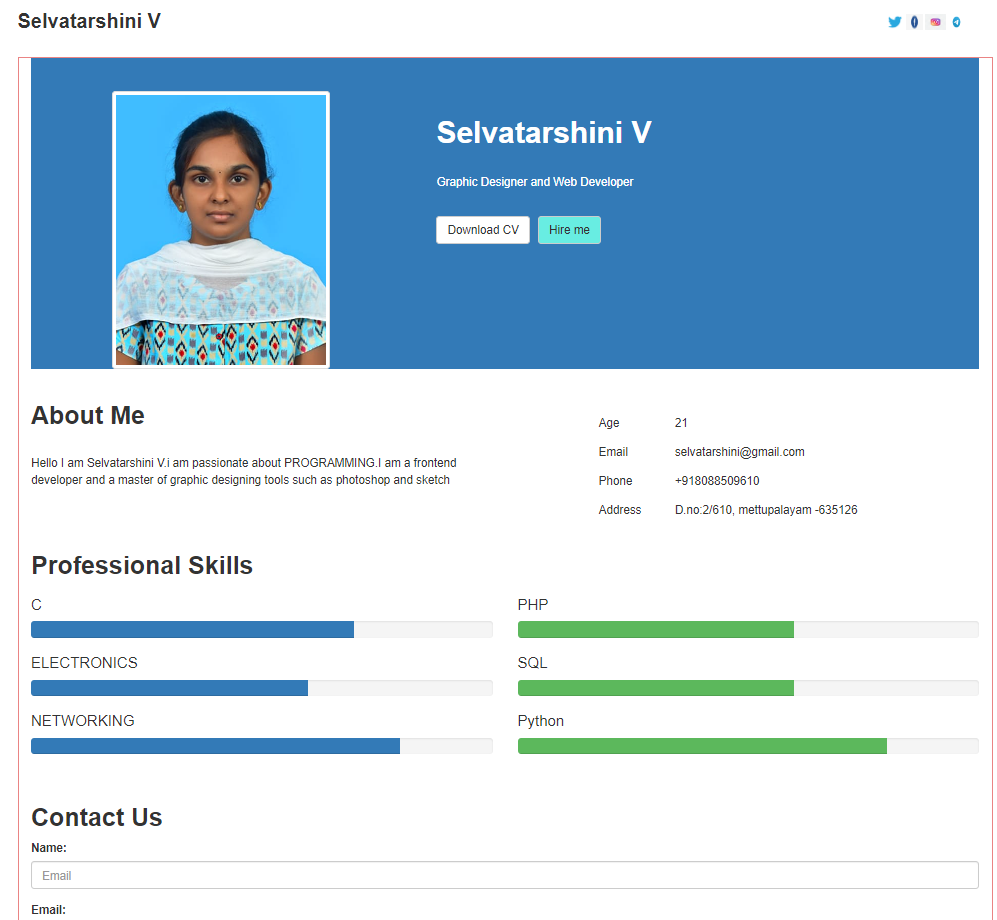 Selvatarshini V
Selvatarshini V
Graphic Designer and Web Developer
Download CV
Hire me
About Me
Hello I am Selvatarshini V.i am passionate about PROGRAMMING.I am a frontend
developer and a master of graphic designing tools such as photoshop and sketch
Age 21
Email selvatarshini@gmail.com
Phone +918088509610
Address D.no:2/610, mettupalayam -635126
Professional Skills
C
PHP
ELECTRONICS
SQL
NETWORKING
Python
Contact Us
Name:
Email
Email: